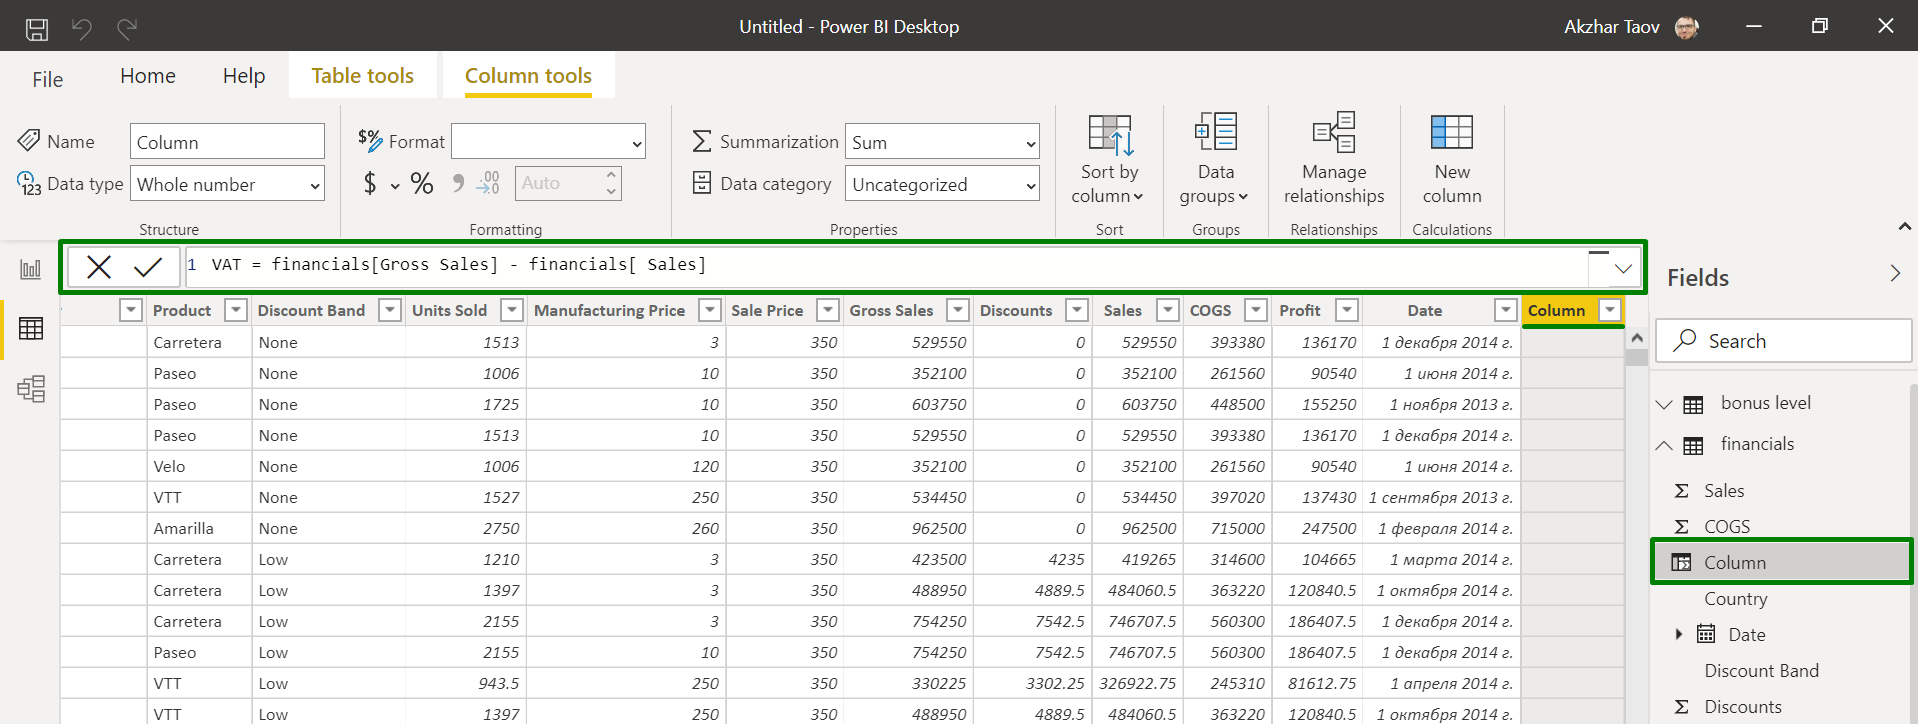 Untitled - Power BI Desktop Akzhar Taov
File Home Help Table tools Column tools
Name Column $% Format Summarization Sum
Data type Whole number $ % 9 .00 Auto Data category Uncategorized
Sort by column Data groups Manage relationships New column
Structure Formatting Properties Sort Groups Relationships Calculations
1 VAT = financials[Gross Sales] - financials[ Sales]
Product Discount Band Units Sold Manufacturing Price Sale Price Gross Sales Discounts Sales COGS Profit Date Column
Carretera None 1513 3 350 529550 0 529550 393380 136170 1 декабря 2014 г.
Paseo None 1006 10 350 352100 0 352100 261560 90540 1 июня 2014 г.
Paseo None 1725 10 350 603750 0 603750 448500 155250 1 ноября 2013 г.
Paseo None 1513 10 350 529550 0 529550 393380 136170 1 декабря 2014 г.
Velo None 1006 120 350 352100 0 352100 261560 90540 1 июня 2014 г.
VTT None 1527 250 350 534450 0 534450 397020 137430 1 сентября 2013 г.
Amarilla None 2750 260 350 962500 0 962500 715000 247500 1 февраля 2014 г.
Carretera Low 1210 3 350 423500 4235 419265 314600 104665 1 марта 2014 г.
Carretera Low 1397 3 350 488950 4889.5 484060.5 363220 120840.5 1 октября 2014 г.
Carretera Low 2155 3 350 754250 7542.5 746707.5 560300 186407.5 1 декабря 2014 г.
Paseo Low 2155 10 350 754250 7542.5 746707.5 560300 186407.5 1 декабря 2014 г.
VTT Low 943.5 250 350 330225 3302.25 326922.75 245310 81612.75 1 апреля 2014 г.
VTT Low 1397 250 350 488950 4889.5 484060.5 363220 120840.5 1 октября 2014 г.
Fields
Search
bonus level
financials
Sales
COGS
Column
Country
Date
Discount Band
Discounts